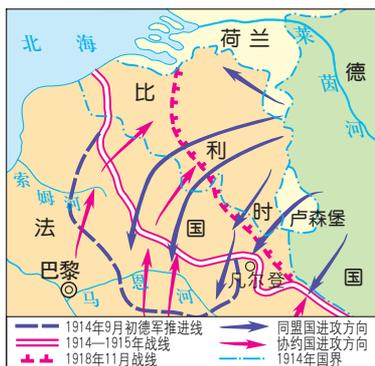 北海
荷兰
莱茵河
德国
比利时
索姆河
卢森堡
法国
凡尔登
巴黎
马恩河
1914年9月初德军推进线
同盟国进攻方向
1914—1915年战线
协约国进攻方向
1918年11月战线
1914年国界